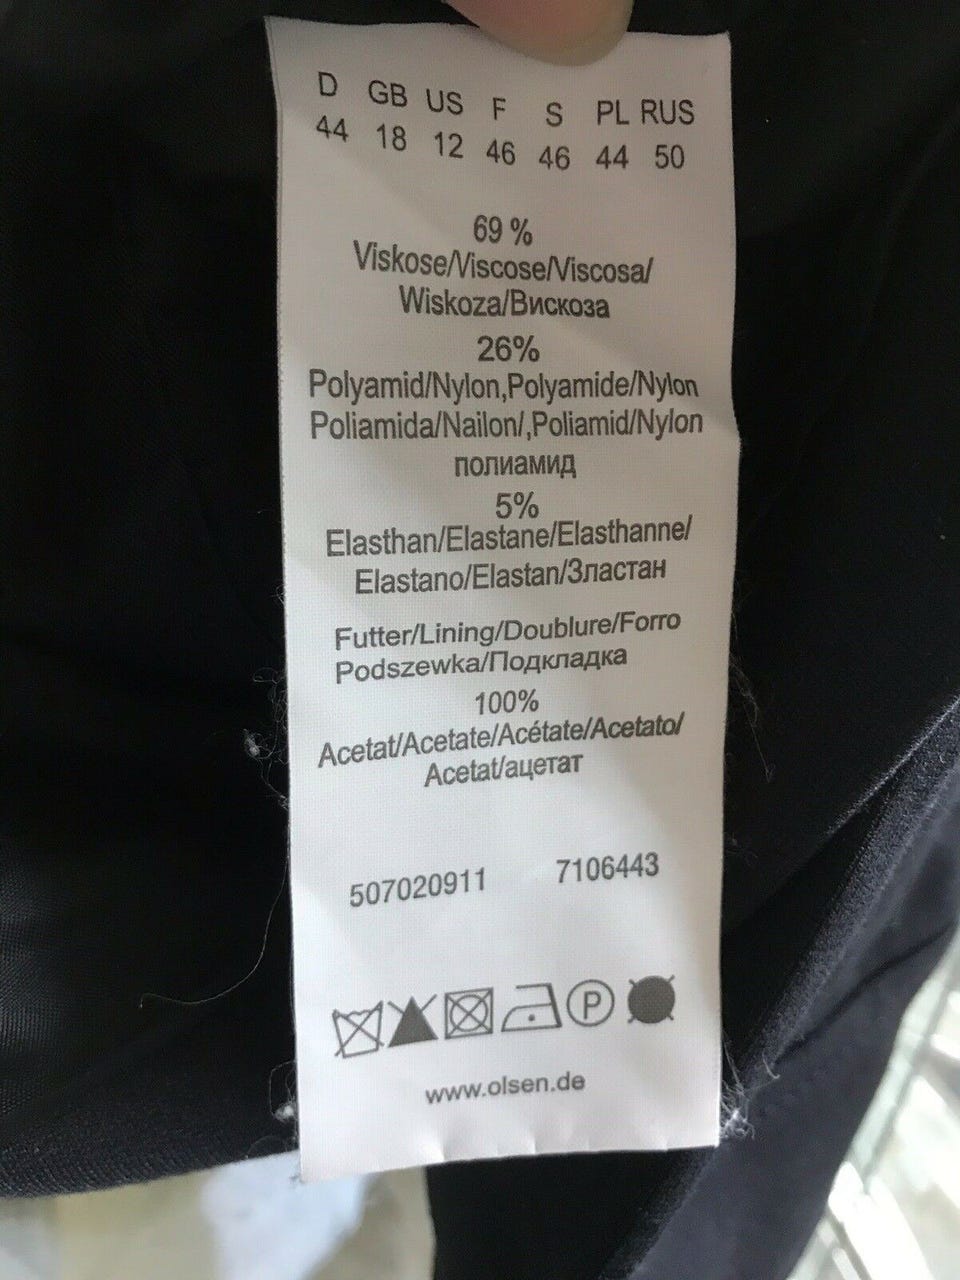 D GB US F S PL RUS
44 18 12 46 46 44 50
69 %
Viskose/Viscose/Viscosa/
Wiskoza/Вискоза
26%
Polyamid/Nylon,Polyamide/Nylon
Poliamida/Nailon/,Poliamid/Nylon
полиамид
5%
Elasthan/Elastane/Elasthanne/
Elastano/Elastan/Зластан
Futter/Lining/Doublure/Forro
Podszewka/Подкладка
100%
Acetat/Acetate/Acétate/Acetato/
Acetat/ацетат
507020911 7106443
P
www.olsen.de